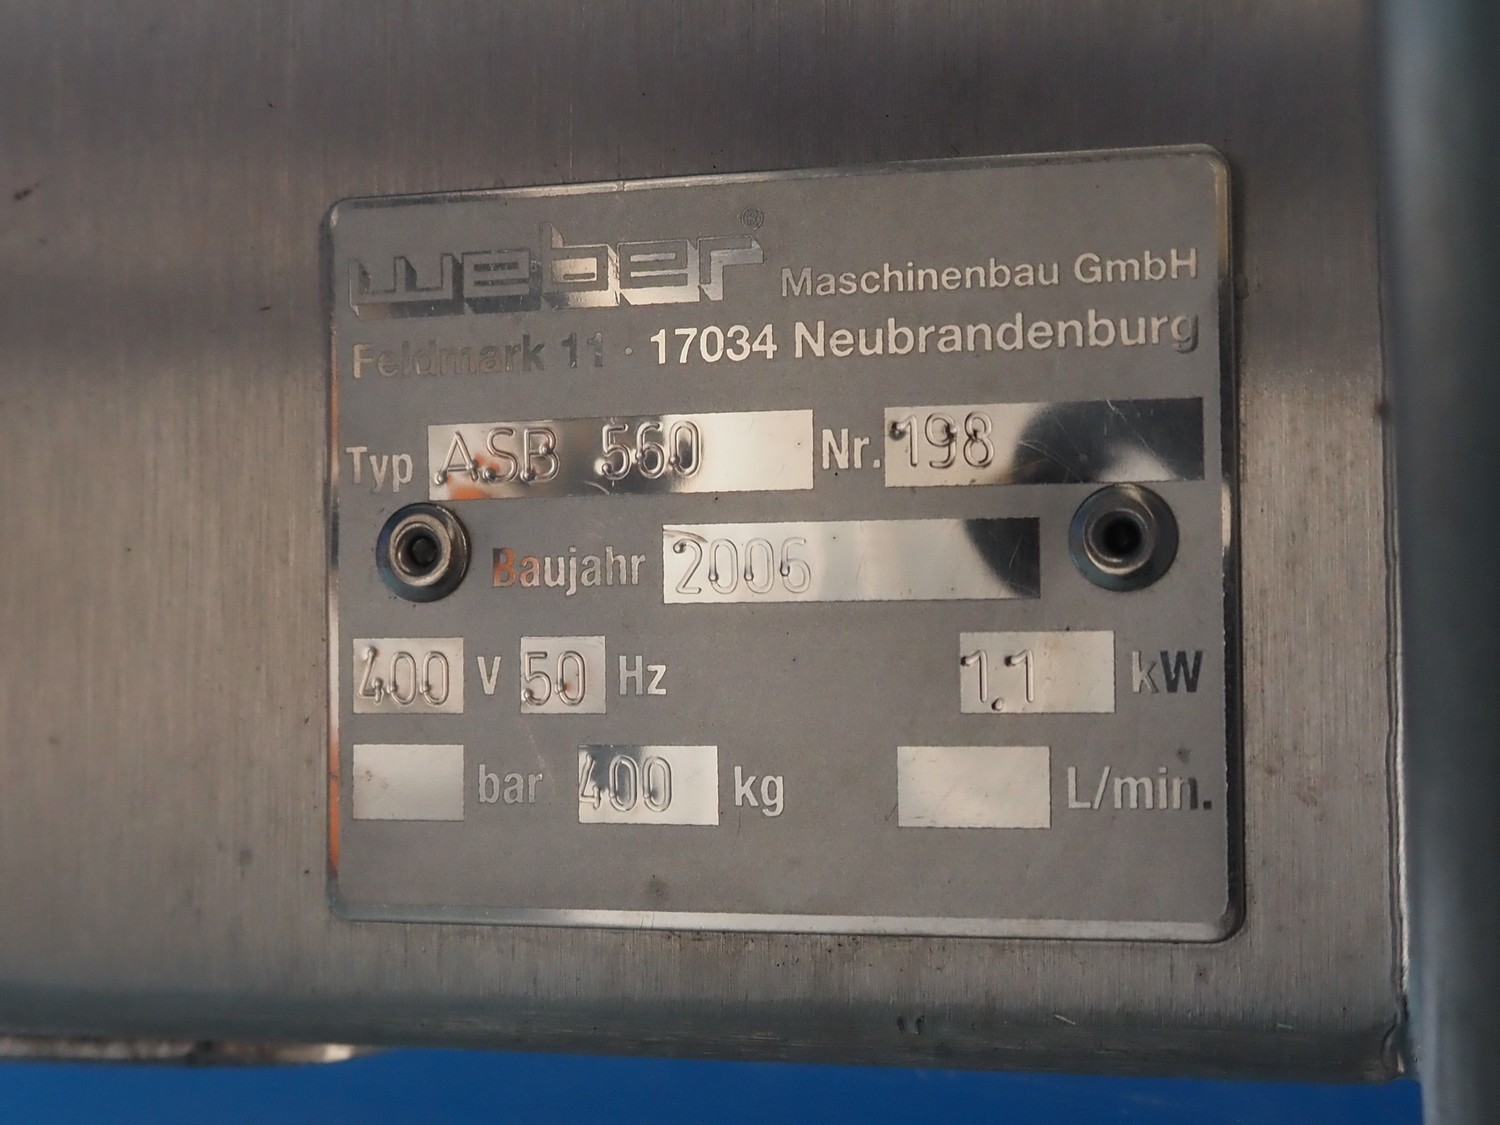 weber® Maschinenbau GmbH
Feldmark 11 · 17034 Neubrandenburg
Typ ASB 560 Nr. 198
Baujahr 2006
400 V 50 Hz 1.1 kW
bar 400 kg L/min.